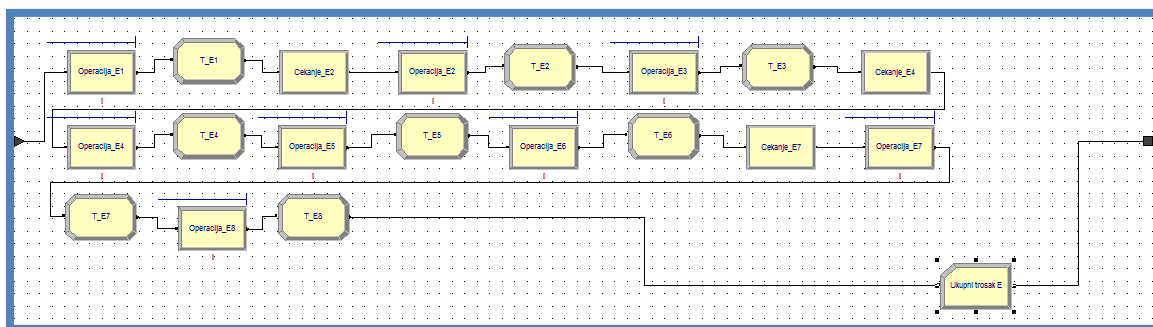 Operacija_E1
T_E1
Cekanje_E2
Operacija_E2
T_E2
Operacija_E3
T_E3
Cekanje_E4
Operacija_E4
T_E4
Operacija_E5
T_E5
Operacija_E6
T_E6
Cekanje_E7
Operacija_E7
T_E7
Operacija_E8
T_E8
Ukupni trosak E